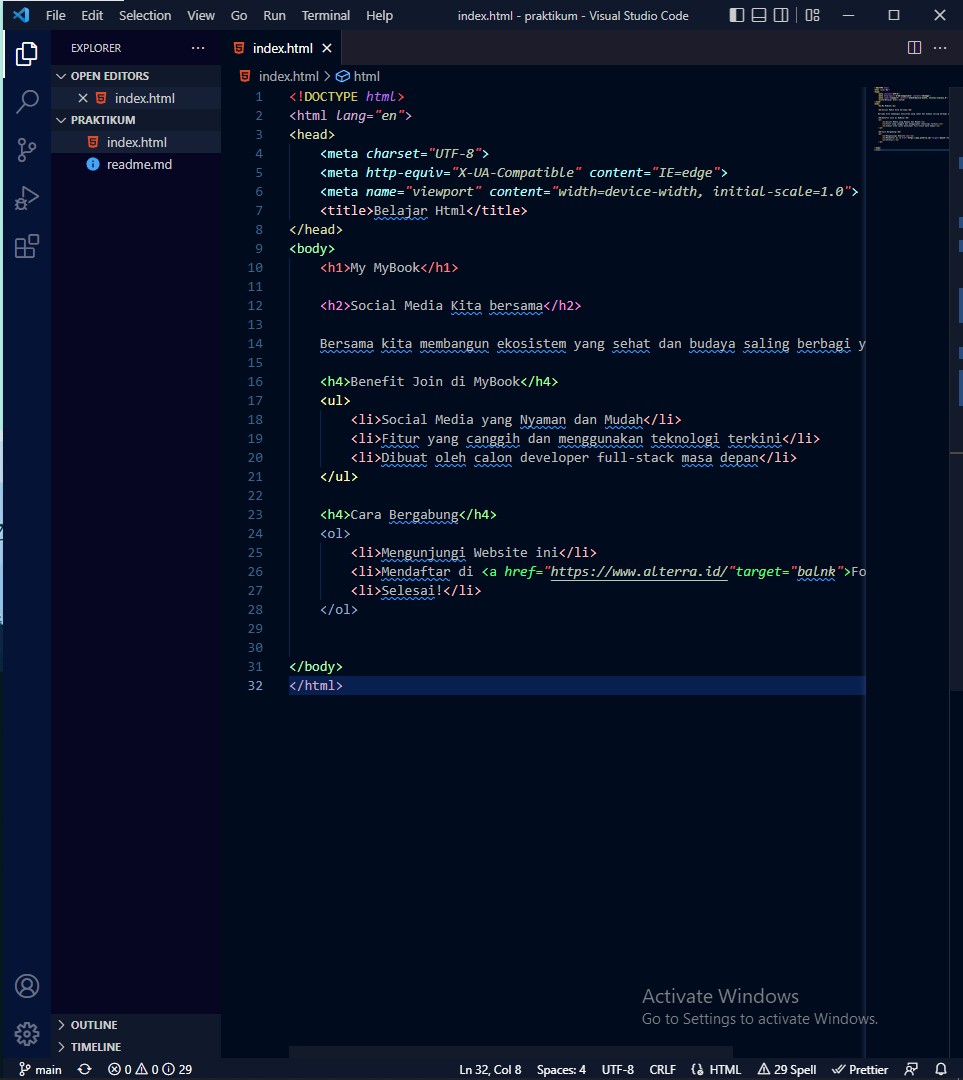 File Edit Selection View Go Run Terminal Help index.html - praktikum - Visual Studio Code
EXPLORER
OPEN EDITORS
index.html
PRAKTIKUM
index.html
readme.md
OUTLINE
TIMELINE
index.html
index.html > html
1 <!DOCTYPE html>
2 <html lang="en">
3 <head>
4 <meta charset="UTF-8">
5 <meta http-equiv="X-UA-Compatible" content="IE=edge">
6 <meta name="viewport" content="width=device-width, initial-scale=1.0">
7 <title>Belajar Html</title>
8 </head>
9 <body>
10 <h1>My MyBook</h1>
11
12 <h2>Social Media Kita bersama</h2>
13
14 Bersama kita membangun ekosistem yang sehat dan budaya saling berbagi y
15
16 <h4>Benefit Join di MyBook</h4>
17 <ul>
18 <li>Social Media yang Nyaman dan Mudah</li>
19 <li>Fitur yang canggih dan menggunakan teknologi terkini</li>
20 <li>Dibuat oleh calon developer full-stack masa depan</li>
21 </ul>
22
23 <h4>Cara Bergabung</h4>
24 <ol>
25 <li>Mengunjungi Website ini</li>
26 <li>Mendaftar di <a href="https://www.alterra.id/"target="balnk">Fo
27 <li>Selesai!</li>
28 </ol>
29
30
31 </body>
32 </html>
Activate Windows
Go to Settings to activate Windows.
main 0 0 29 Ln 32, Col 8 Spaces: 4 UTF-8 CRLF HTML 29 Spell Prettier